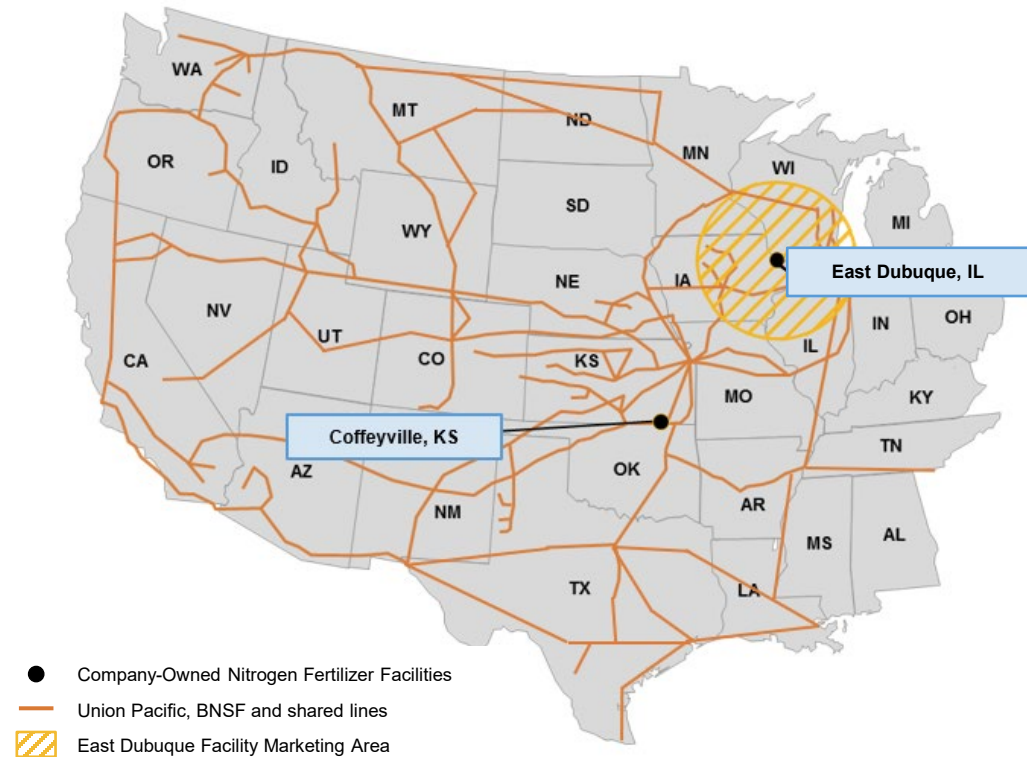 WA
MT
ND
MN
OR
ID
WI
SD
MI
WY
East Dubuque, IL
NE
IA
NV
IN
OH
UT
IL
CA
CO
KS
MO
KY
Coffeyville, KS
TN
AZ
OK
NM
AR
MS
AL
TX
LA
Company-Owned Nitrogen Fertilizer Facilities
Union Pacific, BNSF and shared lines
East Dubuque Facility Marketing Area